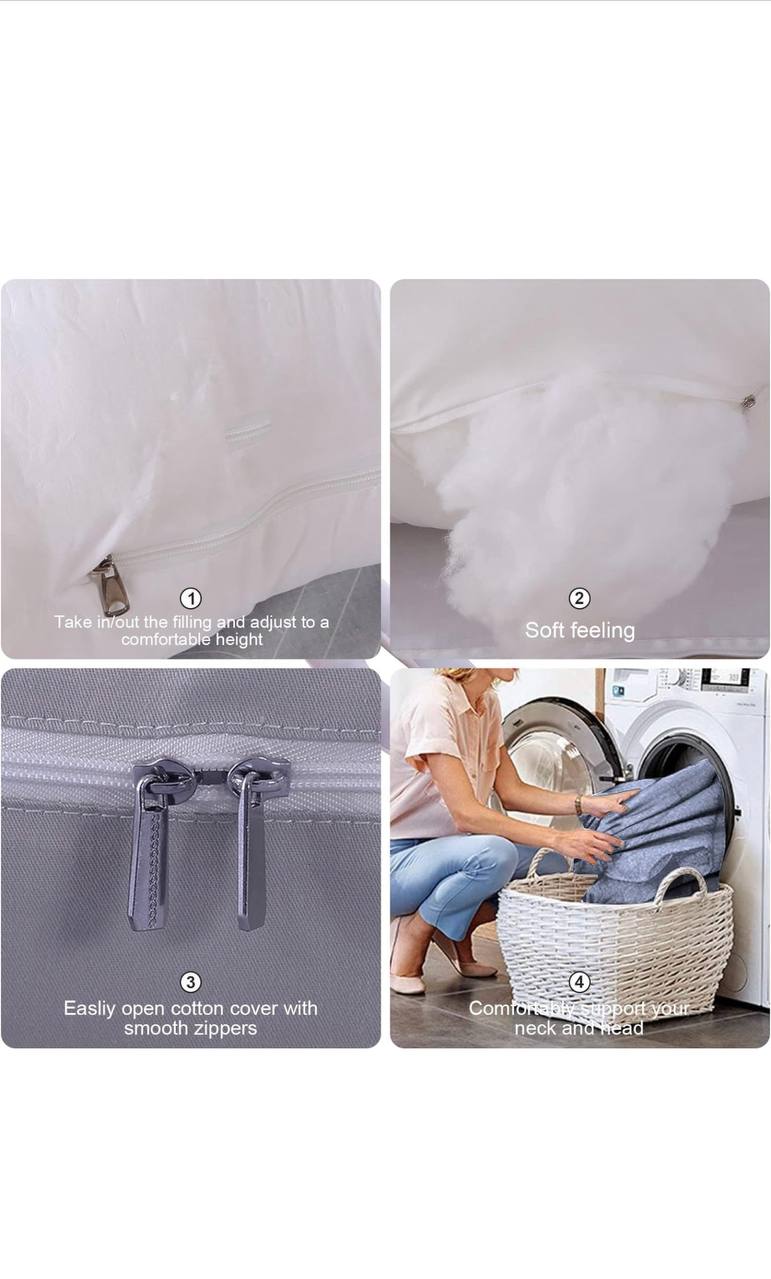 1
Take in/out the filling and adjust to a
comfortable height
2
Soft feeling
3
Easliy open cotton cover with
smooth zippers
4
Comfortably support your
neck and head